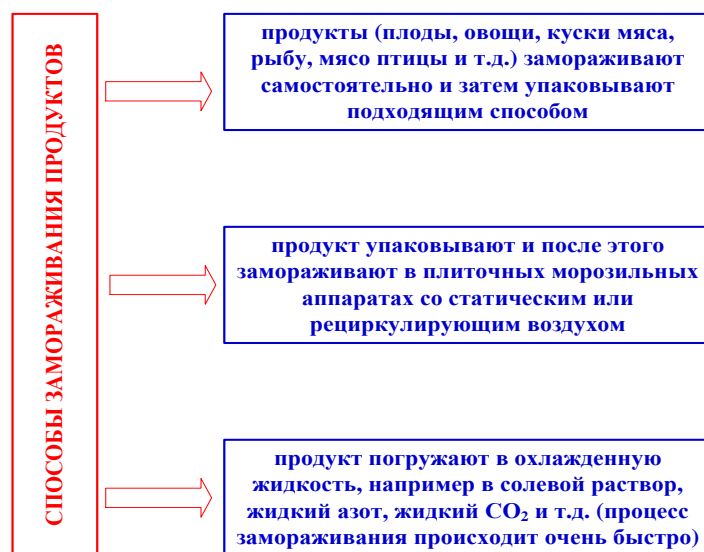 СПОСОБЫ ЗАМОРАЖИВАНИЯ ПРОДУКТОВ
продукты (плоды, овощи, куски мяса,
рыбу, мясо птицы и т.д.) замораживают
самостоятельно и затем упаковывают
подходящим способом
продукт упаковывают и после этого
замораживают в плиточных морозильных
аппаратах со статическим или
рециркулирующим воздухом
продукт погружают в охлажденную
жидкость, например в солевой раствор,
жидкий азот, жидкий СО₂ и т.д. (процесс
замораживания происходит очень быстро)